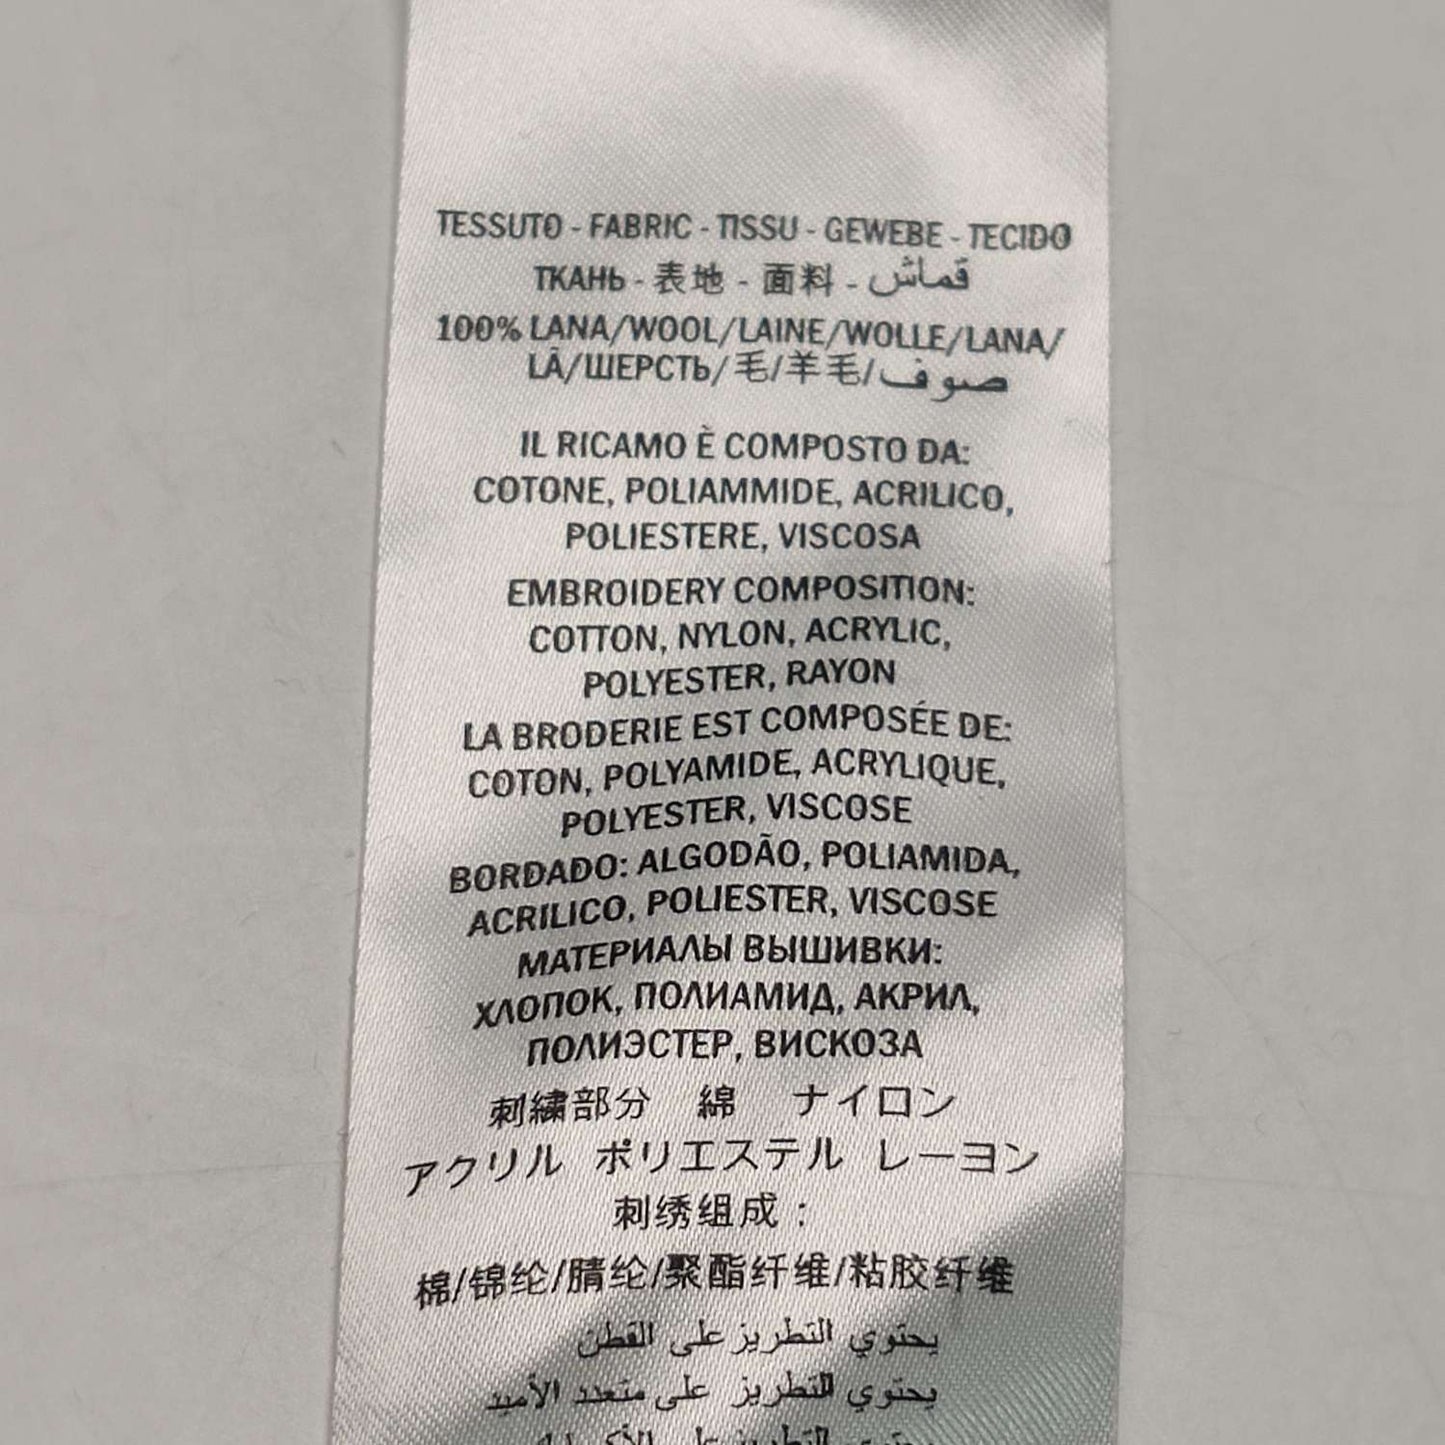 TESSUTO - FABRIC - TISSU - GEWEBE - TECIDO
ТКАНЬ - 表地 - 面料 - قماش
100% LANA/WOOL/LAINE/WOLLE/LANA/
LÃ/ШЕРСТЬ/毛/羊毛/صوف
IL RICAMO È COMPOSTO DA:
COTONE, POLIAMMIDE, ACRILICO,
POLIESTERE, VISCOSA
EMBROIDERY COMPOSITION:
COTTON, NYLON, ACRYLIC,
POLYESTER, RAYON
LA BRODERIE EST COMPOSÉE DE:
COTON, POLYAMIDE, ACRYLIQUE,
POLYESTER, VISCOSE
BORDADO: ALGODÃO, POLIAMIDA,
ACRILICO, POLIESTER, VISCOSE
МАТЕРИАЛЫ ВЫШИВКИ:
ХЛОПОК, ПОЛИАМИД, АКРИЛ,
ПОЛИЭСТЕР, ВИСКОЗА
刺繍部分 綿 ナイロン
アクリル ポリエステル レーヨン
刺绣组成：
棉/锦纶/腈纶/聚酯纤维/粘胶纤维
يحتوي التطريز على القطن
يحتوي التطريز على متعدد الأميد